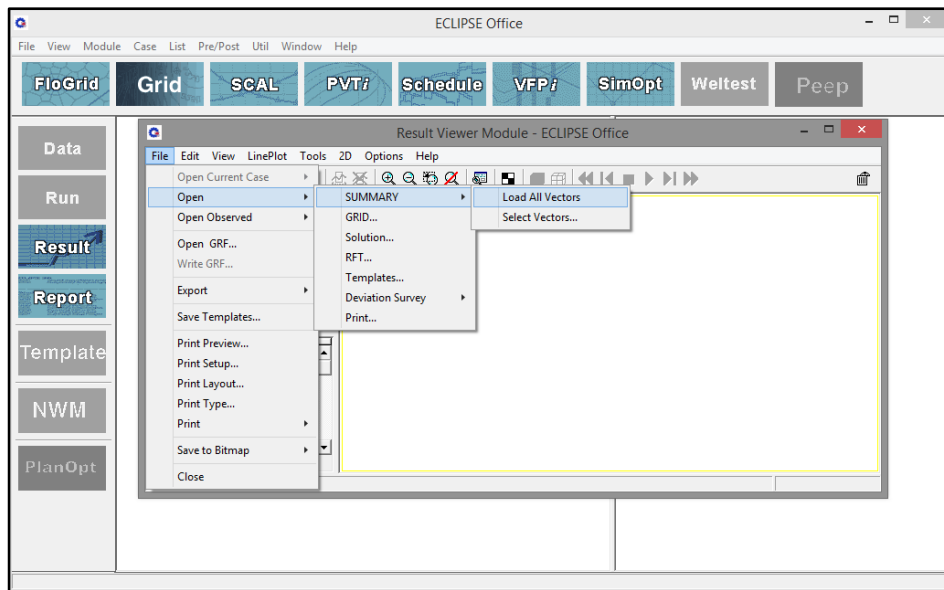 ECLIPSE Office
File View Module Case List Pre/Post Util Window Help
FloGrid Grid SCAL PVTi Schedule VFPi SimOpt Weltest Peep
Data
Run
Result
Report
Template
NWM
PlanOpt
Result Viewer Module - ECLIPSE Office
File Edit View LinePlot Tools 2D Options Help
Open Current Case
Open
Open Observed
Open GRF...
Write GRF...
Export
Save Templates...
Print Preview...
Print Setup...
Print Layout...
Print Type...
Print
Save to Bitmap
Close
SUMMARY
GRID...
Solution...
RFT...
Templates...
Deviation Survey
Print...
Load All Vectors
Select Vectors...